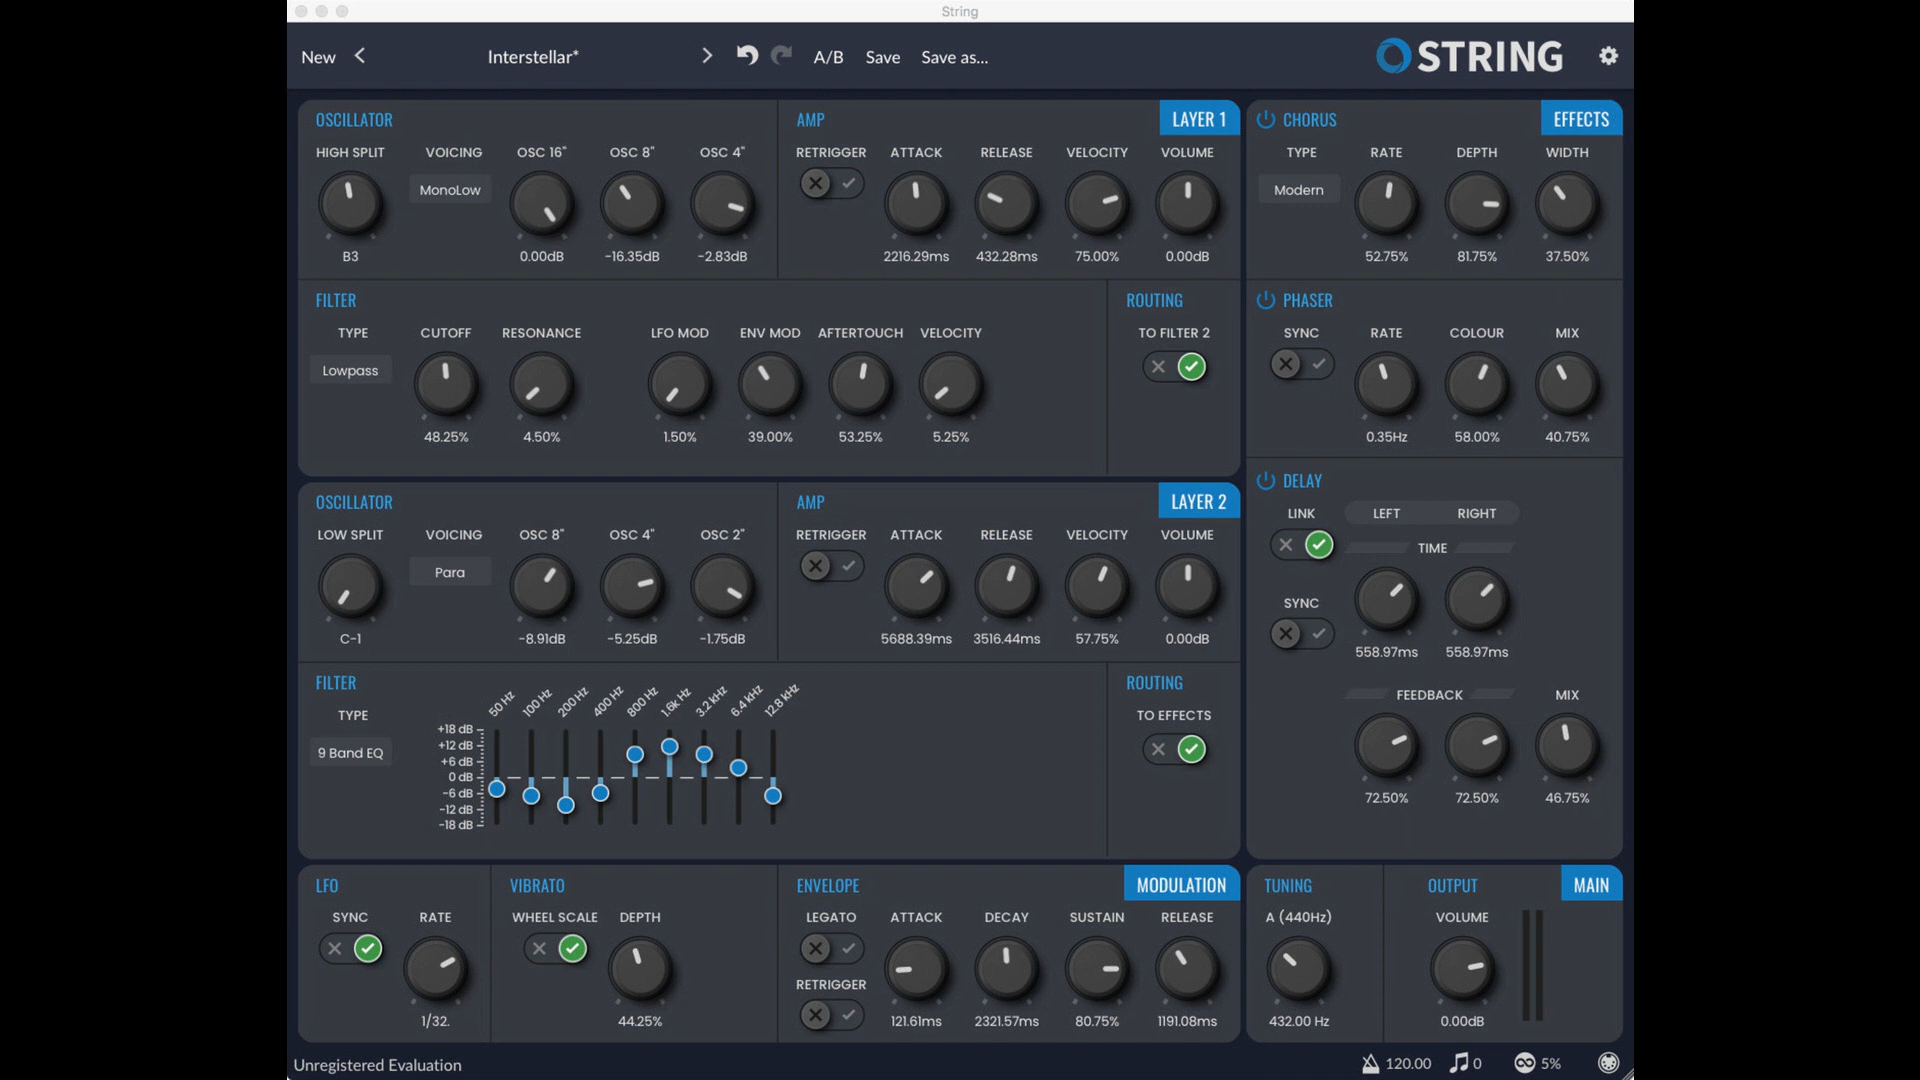 String
New
Interstellar*
A/B
Save
Save as...
STRING
OSCILLATOR
HIGH SPLIT
VOICING
OSC 16"
OSC 8"
OSC 4"
MonoLow
B3
0.00dB
-16.35dB
-2.83dB
AMP
LAYER 1
RETRIGGER
ATTACK
RELEASE
VELOCITY
VOLUME
2216.29ms
432.28ms
75.00%
0.00dB
FILTER
TYPE
CUTOFF
RESONANCE
LFO MOD
ENV MOD
AFTERTOUCH
VELOCITY
Lowpass
48.25%
4.50%
1.50%
39.00%
53.25%
5.25%
ROUTING
TO FILTER 2
OSCILLATOR
LOW SPLIT
VOICING
OSC 8"
OSC 4"
OSC 2"
Para
C-1
-8.91dB
-5.25dB
-1.75dB
AMP
LAYER 2
RETRIGGER
ATTACK
RELEASE
VELOCITY
VOLUME
5688.39ms
3516.44ms
57.75%
0.00dB
FILTER
TYPE
9 Band EQ
50 Hz
100 Hz
200 Hz
400 Hz
800 Hz
1.6k Hz
3.2 kHz
6.4 kHz
12.8 kHz
+18 dB
+12 dB
+6 dB
0 dB
-6 dB
-12 dB
-18 dB
ROUTING
TO EFFECTS
LFO
SYNC
RATE
1/32.
VIBRATO
WHEEL SCALE
DEPTH
44.25%
ENVELOPE
MODULATION
LEGATO
RETRIGGER
ATTACK
DECAY
SUSTAIN
RELEASE
121.61ms
2321.57ms
80.75%
1191.08ms
CHORUS
EFFECTS
TYPE
RATE
DEPTH
WIDTH
Modern
52.75%
81.75%
37.50%
PHASER
SYNC
RATE
COLOUR
MIX
0.35Hz
58.00%
40.75%
DELAY
LINK
LEFT
RIGHT
TIME
SYNC
558.97ms
558.97ms
FEEDBACK
MIX
72.50%
72.50%
46.75%
TUNING
A (440Hz)
432.00 Hz
OUTPUT
MAIN
VOLUME
0.00dB
Unregistered Evaluation
120.00
0
5%